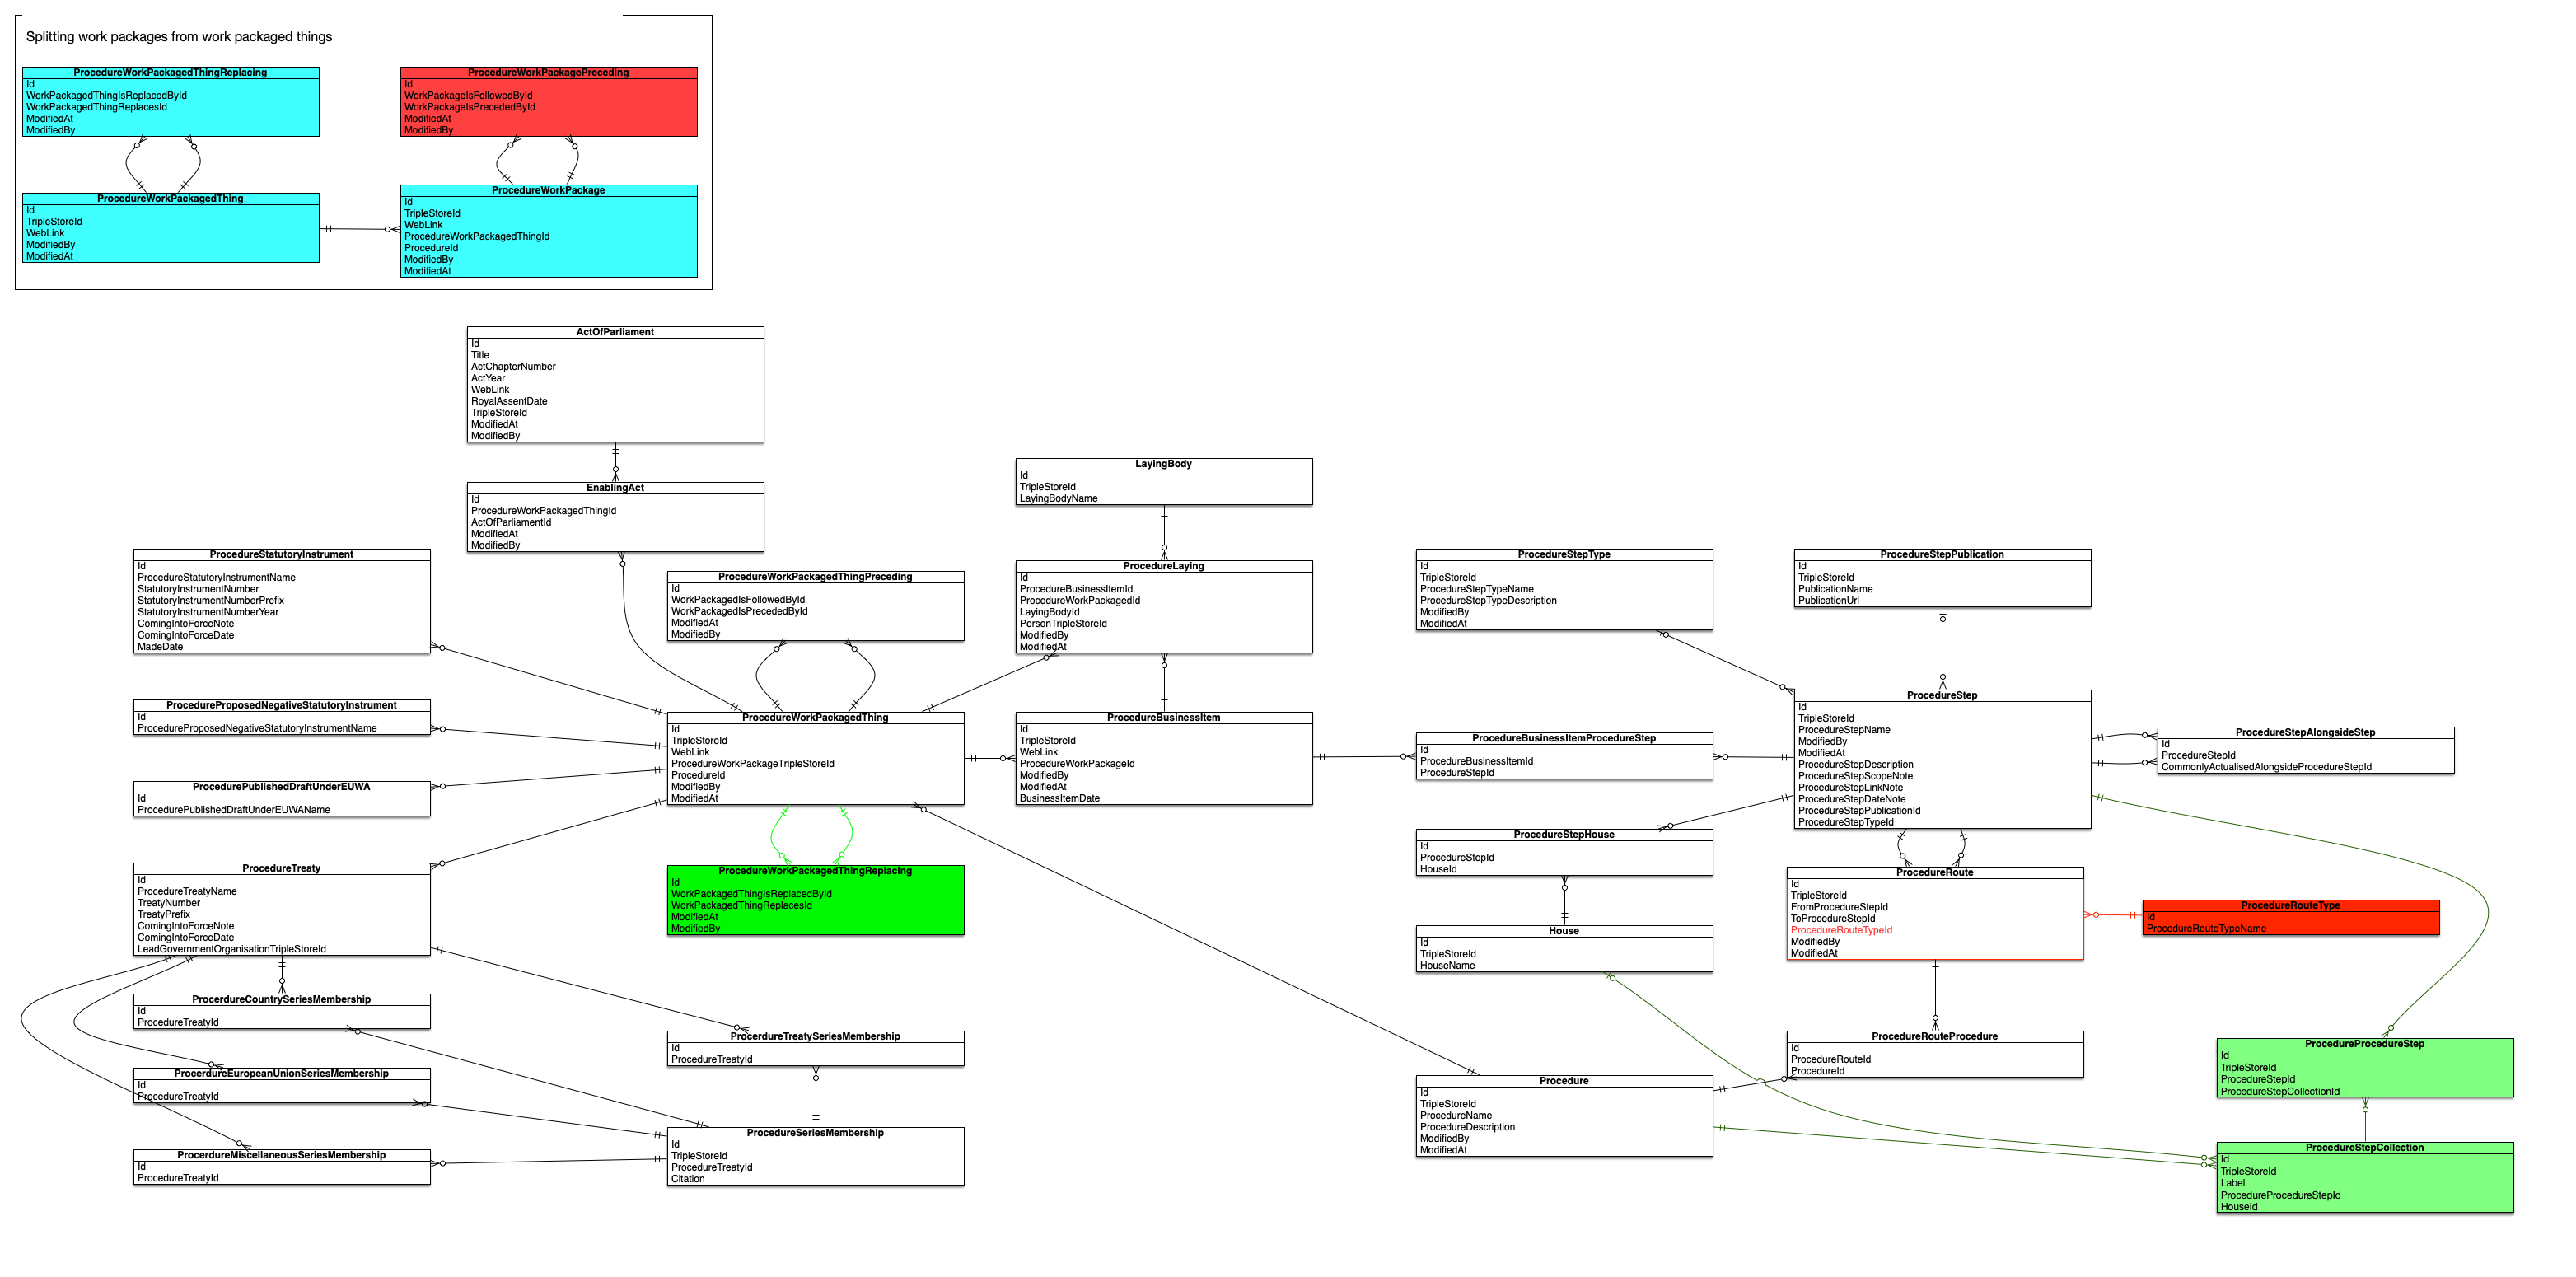 Splitting work packages from work packaged things
ProcedureWorkPackagedThingReplacing
Id
WorkPackagedThingIsReplacedById
WorkPackagedThingReplacesId
ModifiedAt
ModifiedBy
ProcedureWorkPackagePreceding
Id
WorkPackageIsFollowedById
WorkPackageIsPrecededById
ModifiedAt
ModifiedBy
ProcedureWorkPackagedThing
Id
TripleStoreId
WebLink
ModifiedBy
ModifiedAt
ProcedureWorkPackage
Id
TripleStoreId
WebLink
ProcedureWorkPackagedThingId
ProcedureId
ModifiedBy
ModifiedAt
ActOfParliament
Id
Title
ActChapterNumber
ActYear
WebLink
RoyalAssentDate
TripleStoreId
ModifiedAt
ModifiedBy
EnablingAct
Id
ProcedureWorkPackagedThingId
ActOfParliamentId
ModifiedAt
ModifiedBy
LayingBody
Id
TripleStoreId
LayingBodyName
ProcedureStatutoryInstrument
Id
ProcedureStatutoryInstrumentName
StatutoryInstrumentNumber
StatutoryInstrumentNumberPrefix
StatutoryInstrumentNumberYear
ComingIntoForceNote
ComingIntoForceDate
MadeDate
ProcedureWorkPackagedThingPreceding
Id
WorkPackagedIsFollowedById
WorkPackagedIsPrecededById
ModifiedAt
ModifiedBy
ProcedureLaying
Id
ProcedureBusinessItemId
ProcedureWorkPackagedId
LayingBodyId
PersonTripleStoreId
ModifiedBy
ModifiedAt
ProcedureStepType
Id
TripleStoreId
ProcedureStepTypeName
ProcedureStepTypeDescription
ModifiedBy
ModifiedAt
ProcedureStepPublication
Id
TripleStoreId
PublicationName
PublicationUrl
ProcedureProposedNegativeStatutoryInstrument
Id
ProcedureProposedNegativeStatutoryInstrumentName
ProcedureWorkPackagedThing
Id
TripleStoreId
WebLink
ProcedureWorkPackageTripleStoreId
ProcedureId
ModifiedBy
ModifiedAt
ProcedureBusinessItem
Id
TripleStoreId
WebLink
ProcedureWorkPackageId
ModifiedBy
ModifiedAt
BusinessItemDate
ProcedureBusinessItemProcedureStep
Id
ProcedureBusinessItemId
ProcedureStepId
ProcedureStep
Id
TripleStoreId
ProcedureStepName
ModifiedBy
ModifiedAt
ProcedureStepDescription
ProcedureStepScopeNote
ProcedureStepLinkNote
ProcedureStepDateNote
ProcedureStepPublicationId
ProcedureStepTypeId
ProcedureStepAlongsideStep
Id
ProcedureStepId
CommonlyActualisedAlongsideProcedureStepId
ProcedurePublishedDraftUnderEUWA
Id
ProcedurePublishedDraftUnderEUWAName
ProcedureStepHouse
Id
ProcedureStepId
HouseId
ProcedureTreaty
Id
ProcedureTreatyName
TreatyNumber
TreatyPrefix
ComingIntoForceNote
ComingIntoForceDate
LeadGovernmentOrganisationTripleStoreId
ProcedureWorkPackagedThingReplacing
Id
WorkPackagedThingIsReplacedById
WorkPackagedThingReplacesId
ModifiedAt
ModifiedBy
ProcedureRoute
Id
TripleStoreId
FromProcedureStepId
ToProcedureStepId
ProcedureRouteTypeId
ModifiedBy
ModifiedAt
ProcedureRouteType
Id
ProcedureRouteTypeName
House
Id
TripleStoreId
HouseName
ProcerdureCountrySeriesMembership
Id
ProcedureTreatyId
ProcerdureTreatySeriesMembership
Id
ProcedureTreatyId
ProcedureRouteProcedure
Id
ProcedureRouteId
ProcedureId
ProcedureProcedureStep
Id
TripleStoreId
ProcedureStepId
ProcedureStepCollectionId
ProcerdureEuropeanUnionSeriesMembership
Id
ProcedureTreatyId
Procedure
Id
TripleStoreId
ProcedureName
ProcedureDescription
ModifiedBy
ModifiedAt
ProcedureSeriesMembership
Id
TripleStoreId
ProcedureTreatyId
Citation
ProcerdureMiscellaneousSeriesMembership
Id
ProcedureTreatyId
ProcedureStepCollection
Id
TripleStoreId
Label
ProcedureProcedureStepId
HouseId